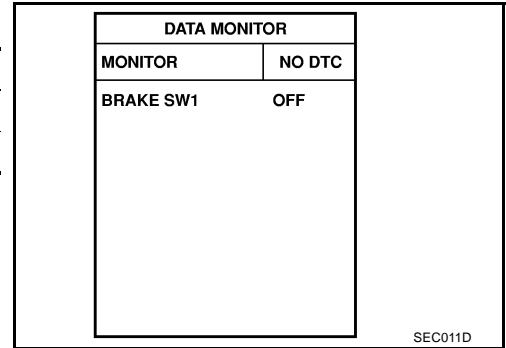 DATA MONITOR
MONITOR NO DTC
BRAKE SW1 OFF
SEC011D